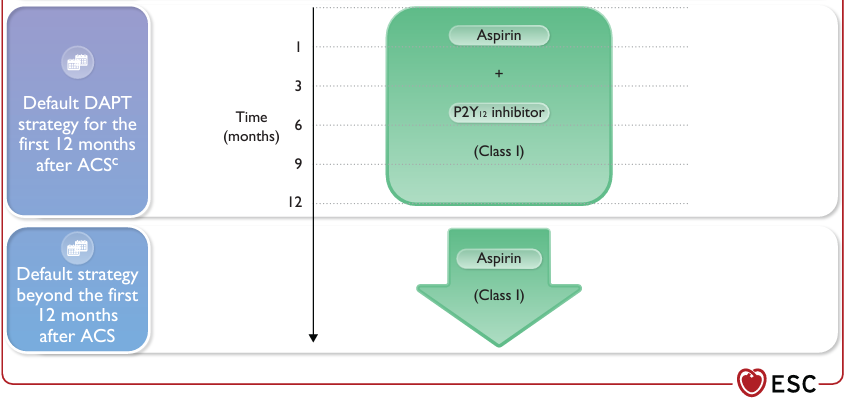 Default DAPT
strategy for the
first 12 months
after ACSᶜ
Time
(months)
1
3
6
9
12
Aspirin
+
P2Y₁₂ inhibitor
(Class I)
Default strategy
beyond the first
12 months
after ACS
Aspirin
(Class I)
ESC